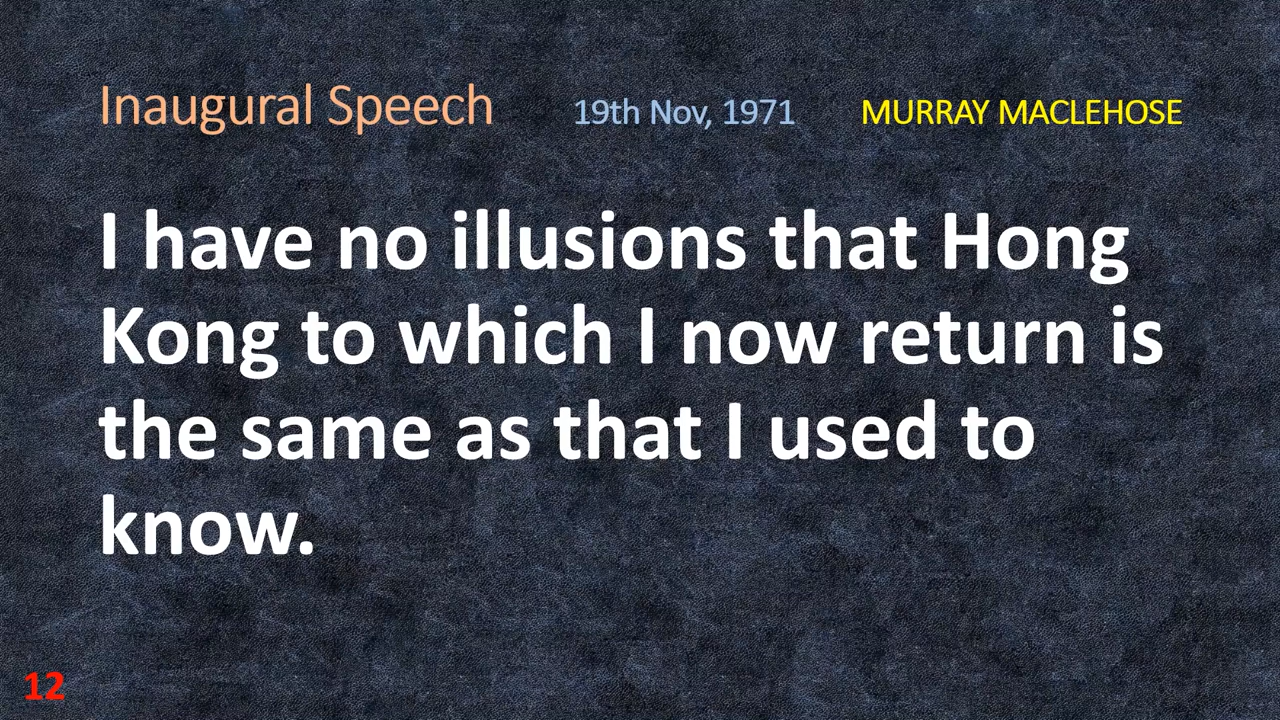 Inaugural Speech 19th Nov, 1971 MURRAY MACLEHOSE
I have no illusions that Hong
Kong to which I now return is
the same as that I used to
know.
12